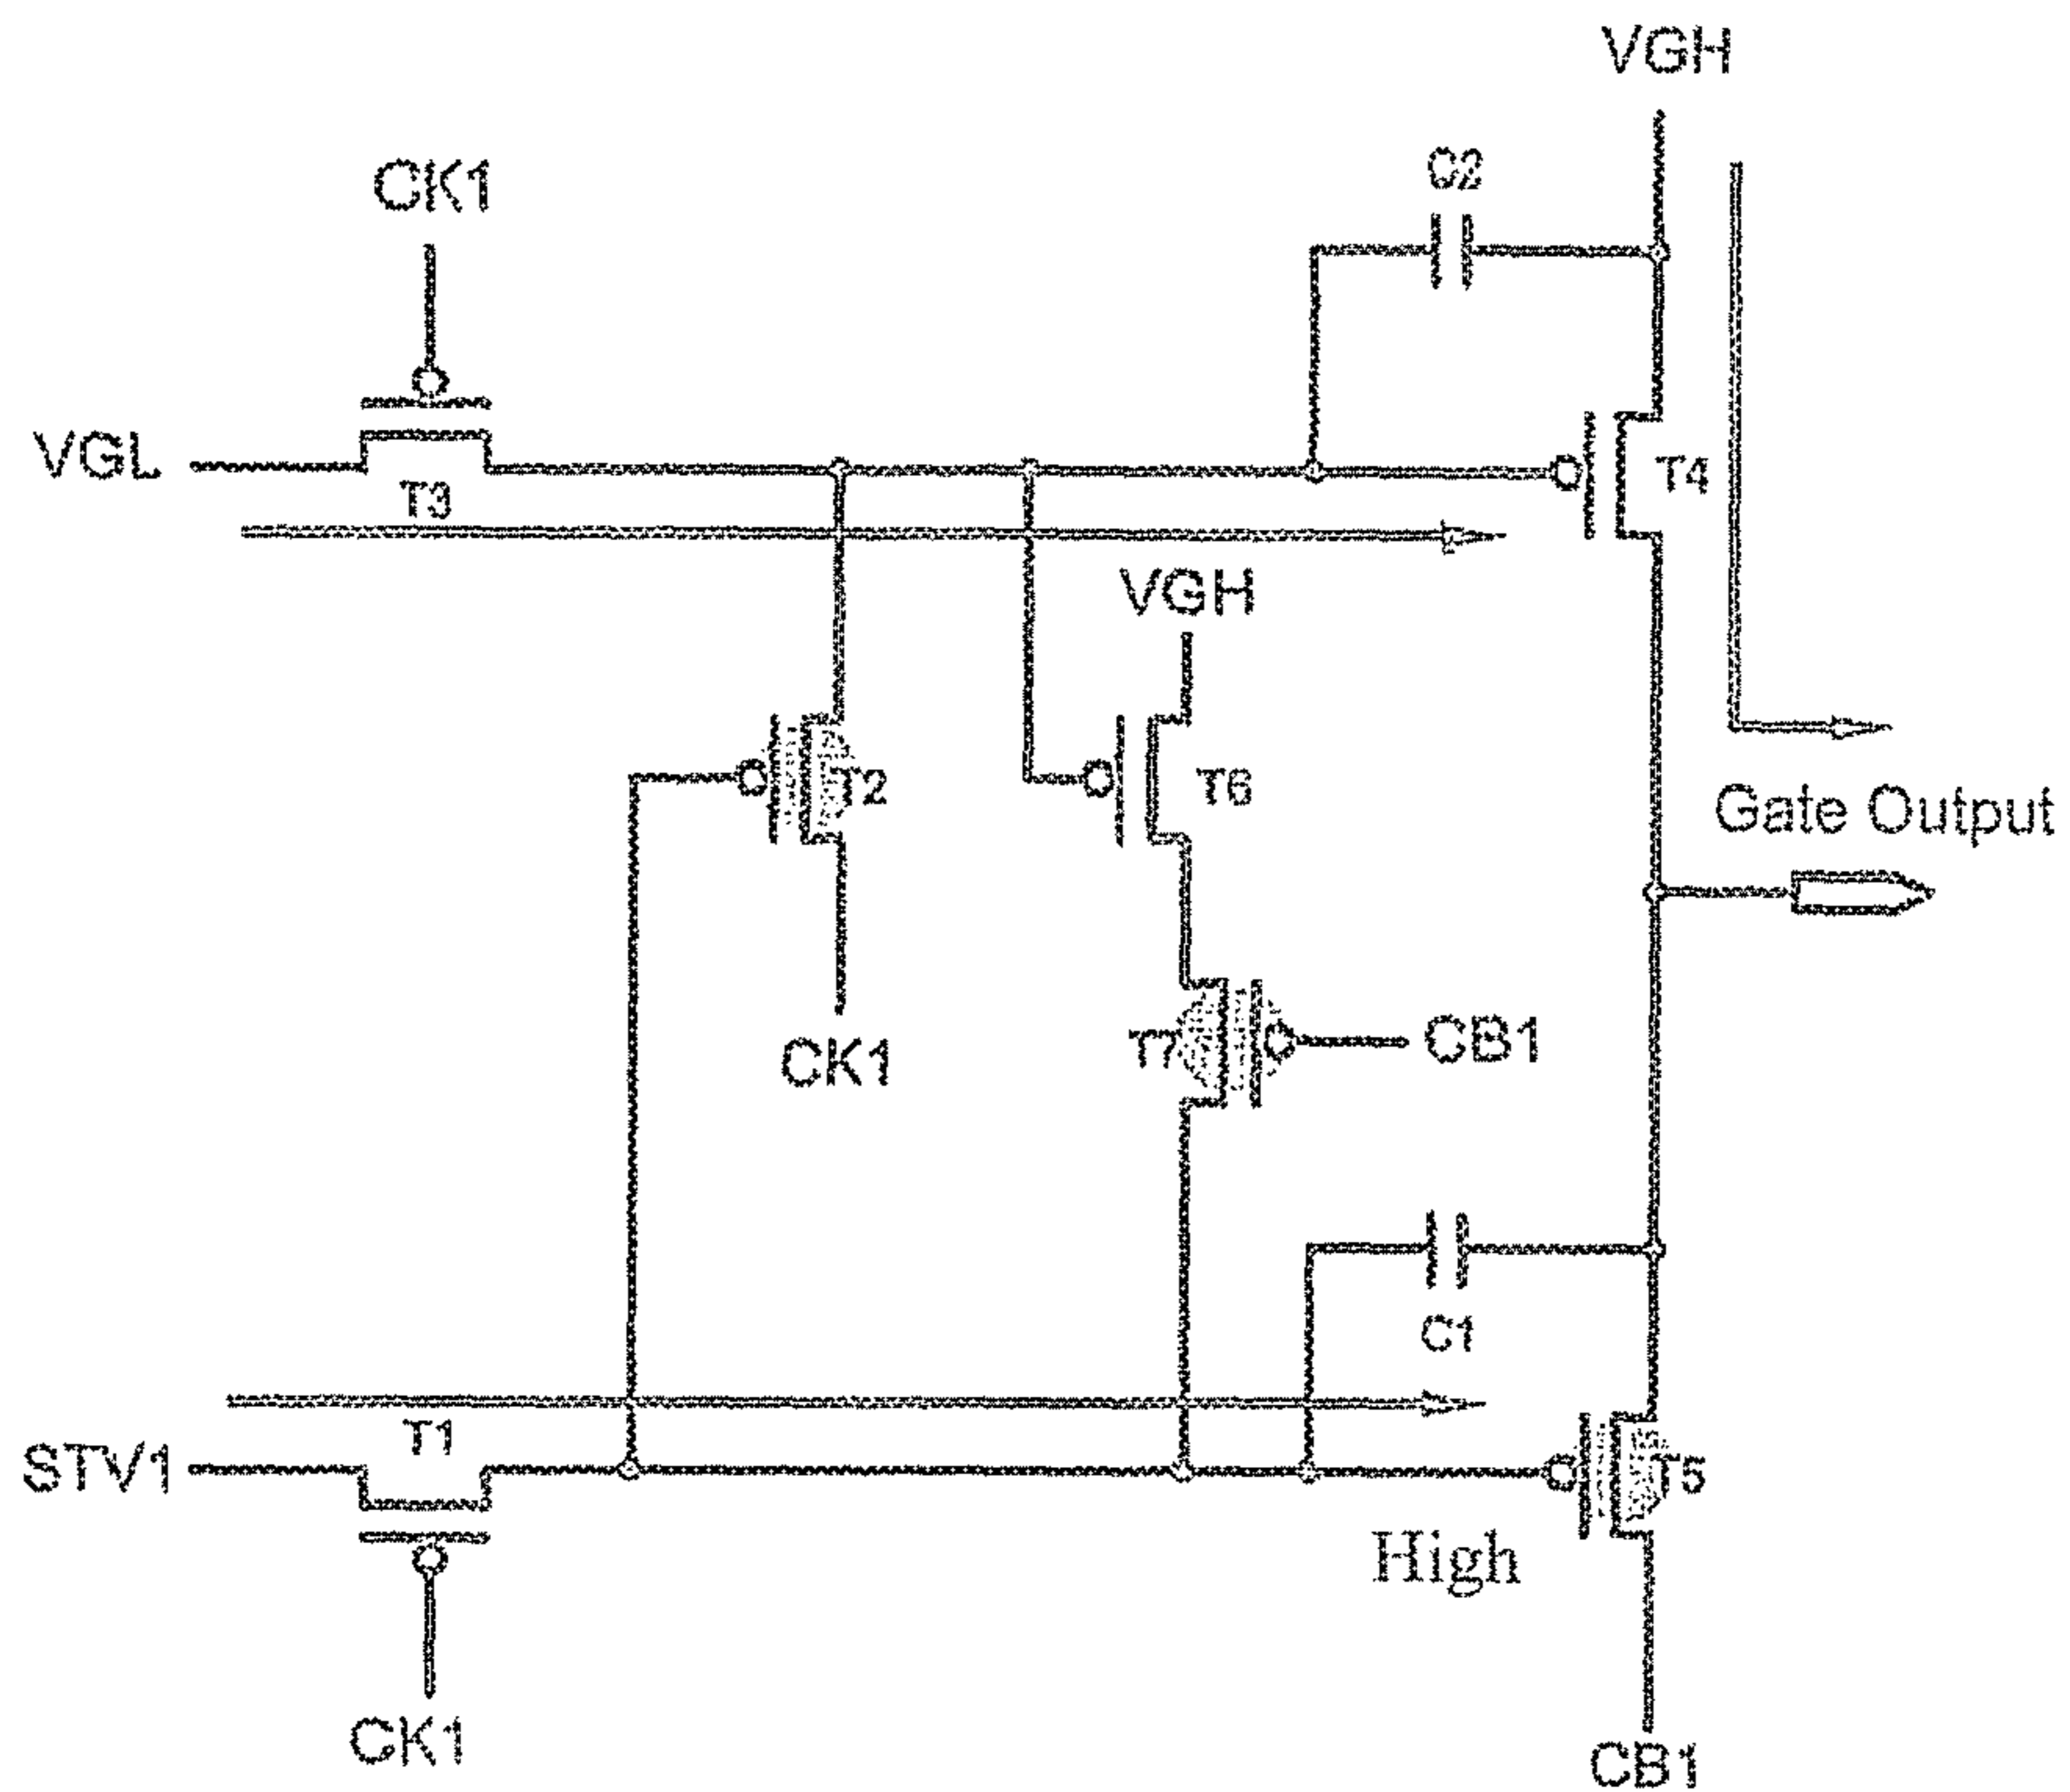 VGH
C2
CK1
VGL
T3
T4
VGH
T2
T6
Gate Output
T7
CB1
CK1
C1
T1
STV1
T5
High
CK1
CB1